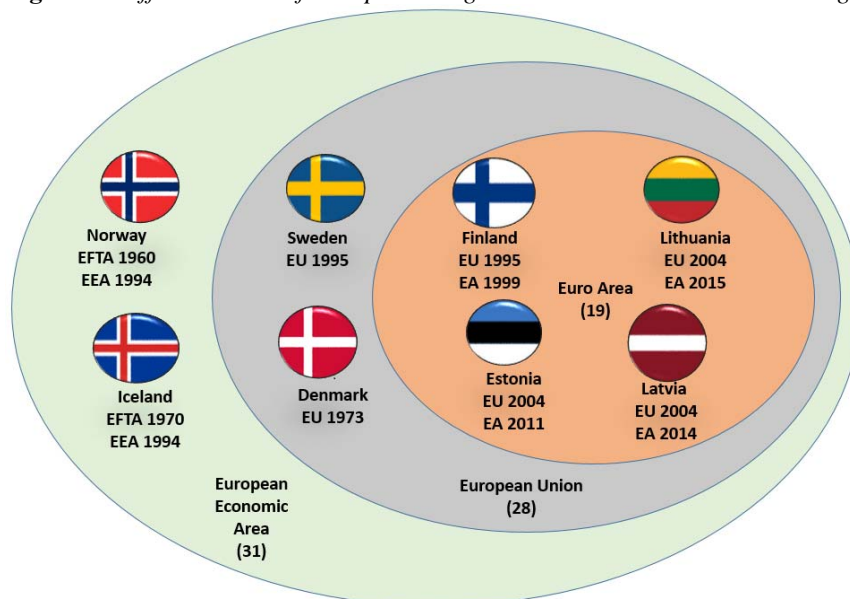 Norway
EFTA 1960
EEA 1994
Sweden
EU 1995
Finland
EU 1995
EA 1999
Lithuania
EU 2004
EA 2015
Euro Area
(19)
Iceland
EFTA 1970
EEA 1994
Denmark
EU 1973
Estonia
EU 2004
EA 2011
Latvia
EU 2004
EA 2014
European
Economic
Area
(31)
European Union
(28)